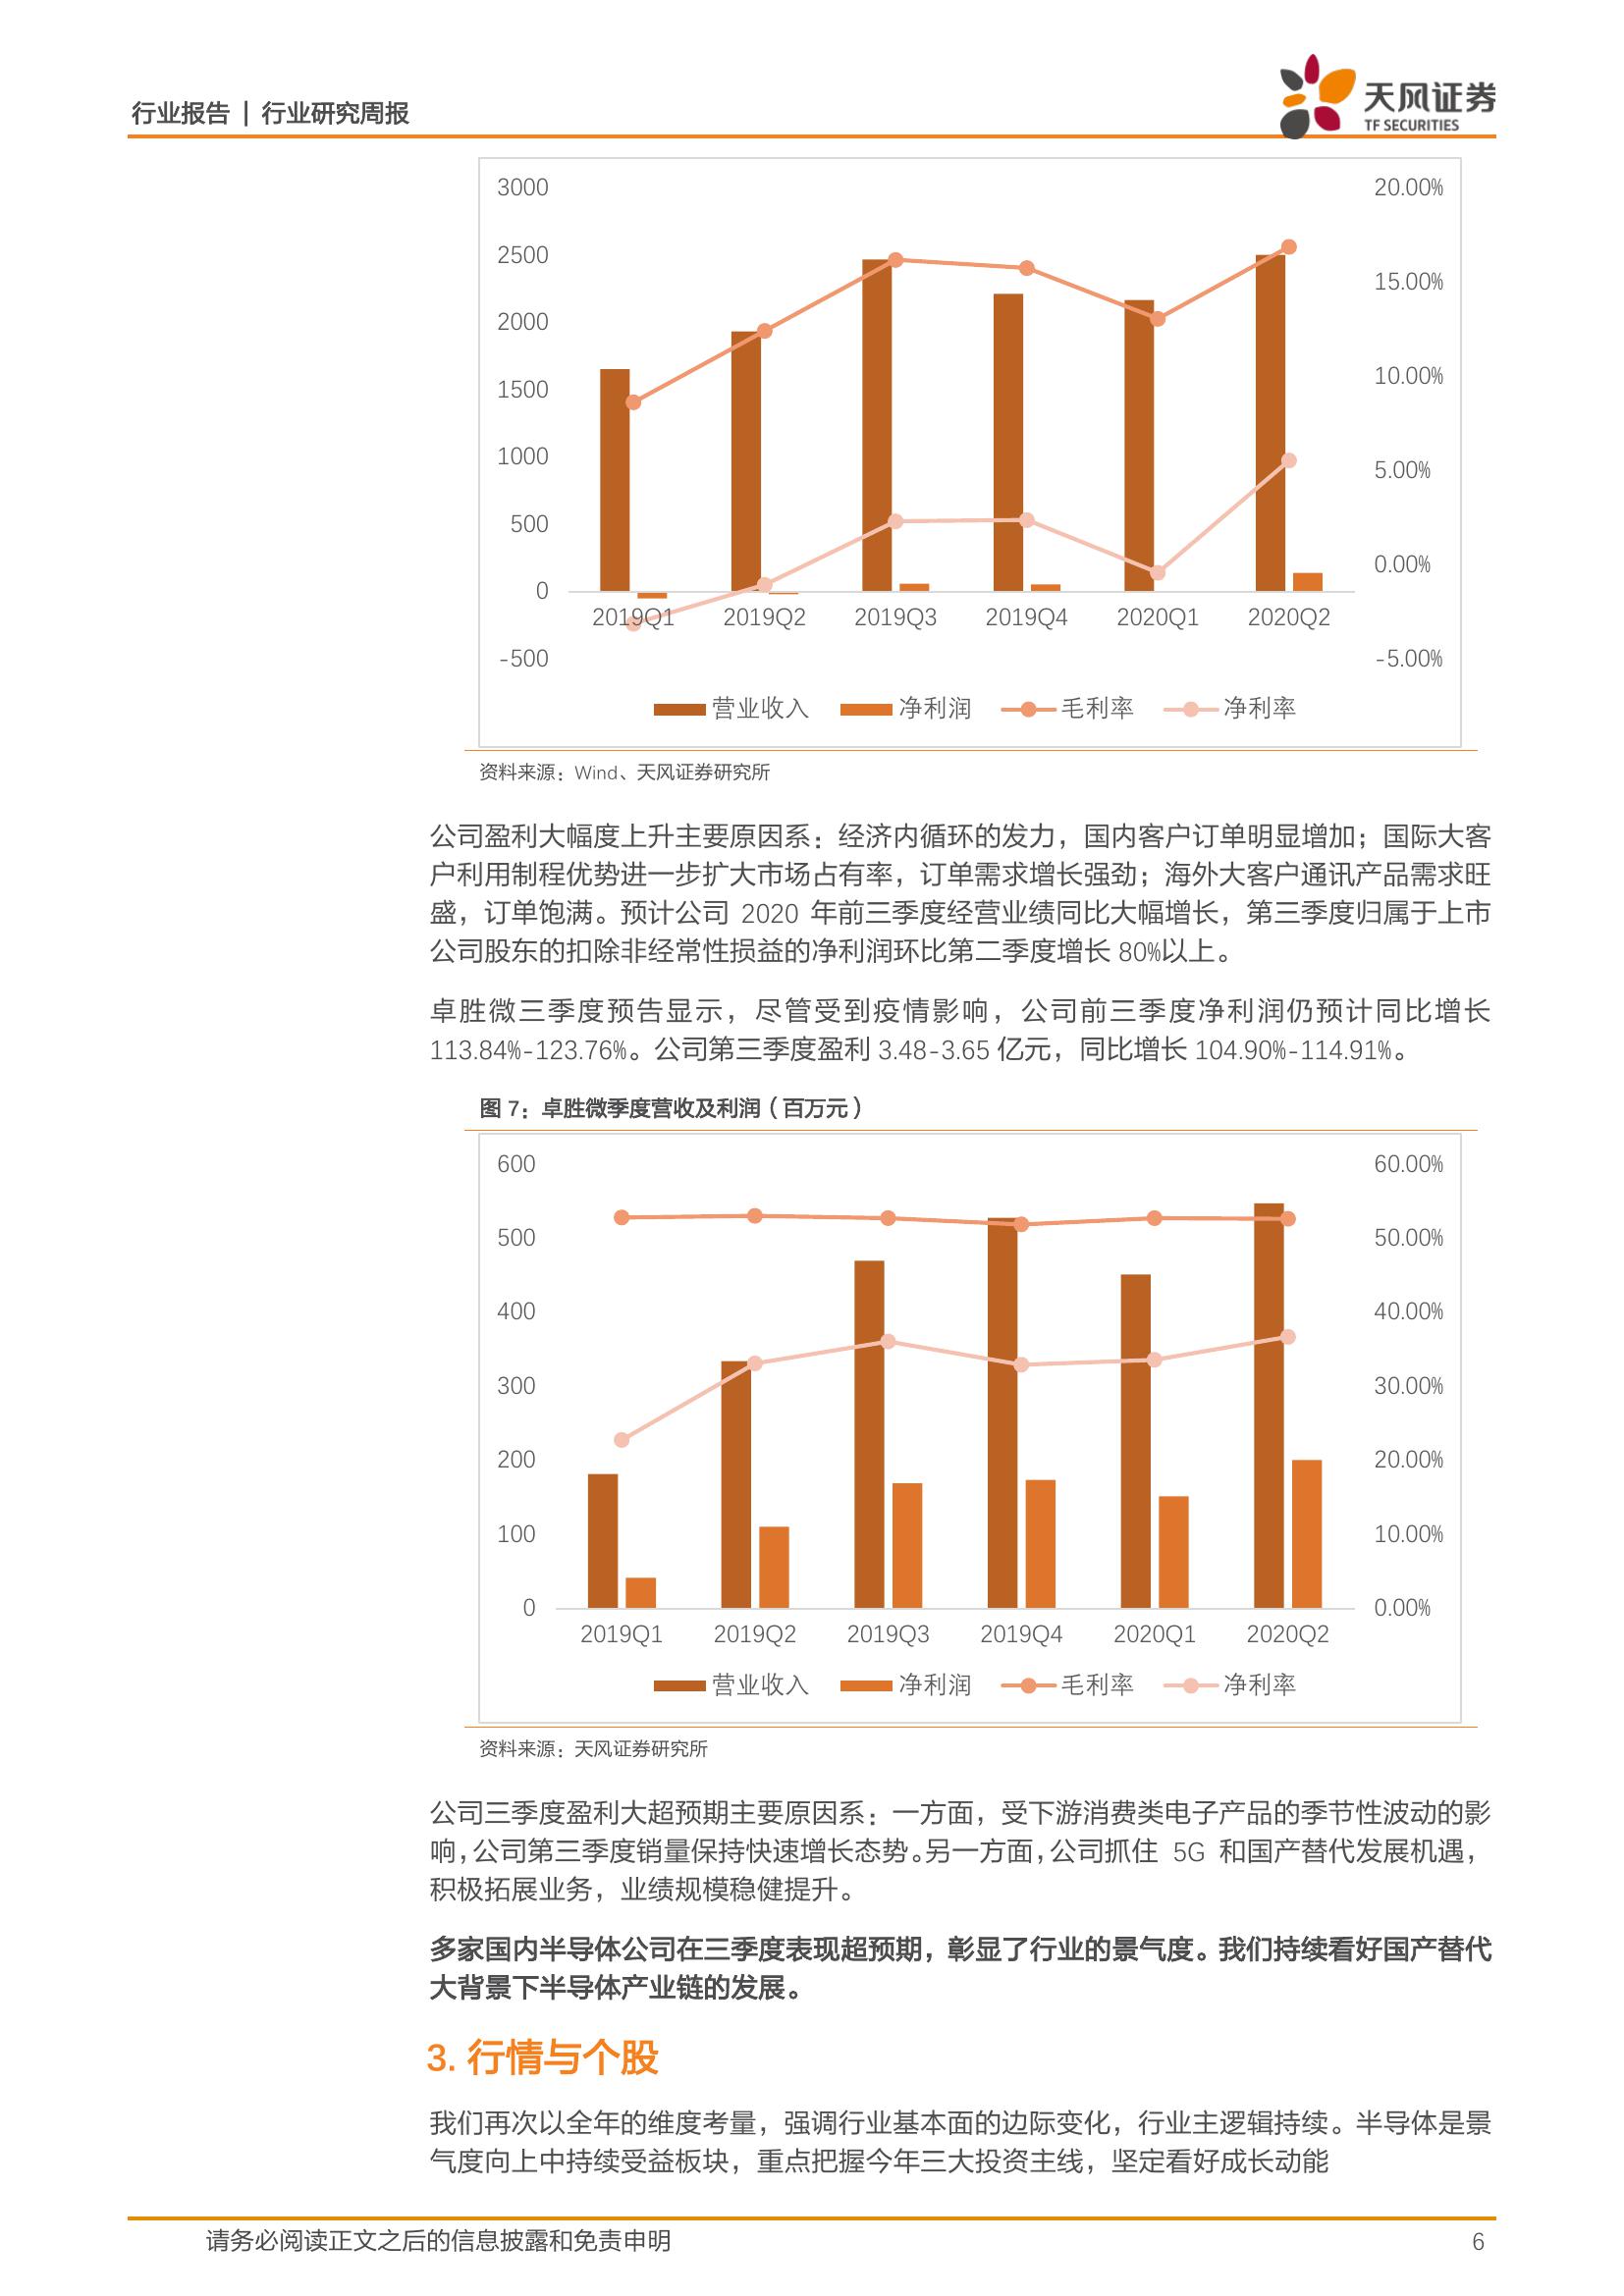 行业报告 | 行业研究周报
天风证券
TF SECURITIES
3000
2500
2000
1500
1000
500
0
-500
20.00%
15.00%
10.00%
5.00%
0.00%
-5.00%
2019Q1 2019Q2 2019Q3 2019Q4 2020Q1 2020Q2
营业收入 净利润 毛利率 净利率
资料来源：Wind、天风证券研究所
公司盈利大幅度上升主要原因系：经济内循环的发力，国内客户订单明显增加；国际大客
户利用制程优势进一步扩大市场占有率，订单需求增长强劲；海外大客户通讯产品需求旺
盛，订单饱满。预计公司 2020 年前三季度经营业绩同比大幅增长，第三季度归属于上市
公司股东的扣除非经常性损益的净利润环比第二季度增长 80%以上。
卓胜微三季度预告显示，尽管受到疫情影响，公司前三季度净利润仍预计同比增长
113.84%-123.76%。公司第三季度盈利 3.48-3.65 亿元，同比增长 104.90%-114.91%。
图 7：卓胜微季度营收及利润（百万元）
600
500
400
300
200
100
0
60.00%
50.00%
40.00%
30.00%
20.00%
10.00%
0.00%
2019Q1 2019Q2 2019Q3 2019Q4 2020Q1 2020Q2
营业收入 净利润 毛利率 净利率
资料来源：天风证券研究所
公司三季度盈利大超预期主要原因系：一方面，受下游消费类电子产品的季节性波动的影
响，公司第三季度销量保持快速增长态势。另一方面，公司抓住 5G 和国产替代发展机遇，
积极拓展业务，业绩规模稳健提升。
多家国内半导体公司在三季度表现超预期，彰显了行业的景气度。我们持续看好国产替代
大背景下半导体产业链的发展。
3. 行情与个股
我们再次以全年的维度考量，强调行业基本面的边际变化，行业主逻辑持续。半导体是景
气度向上中持续受益板块，重点把握今年三大投资主线，坚定看好成长动能
请务必阅读正文之后的信息披露和免责申明
6